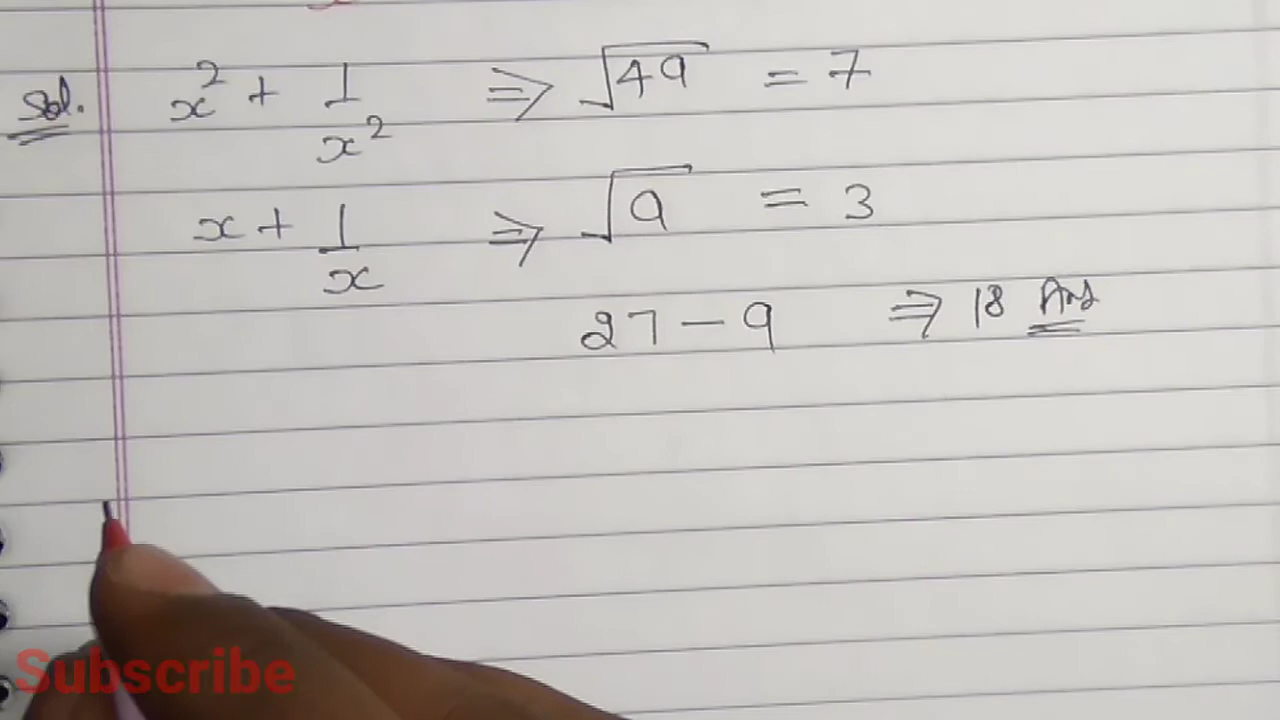 Sol. x² + 1/x² ⇒ √49 = 7
x + 1/x ⇒ √9 = 3
27 - 9 ⇒ 18 Ans
Subscribe